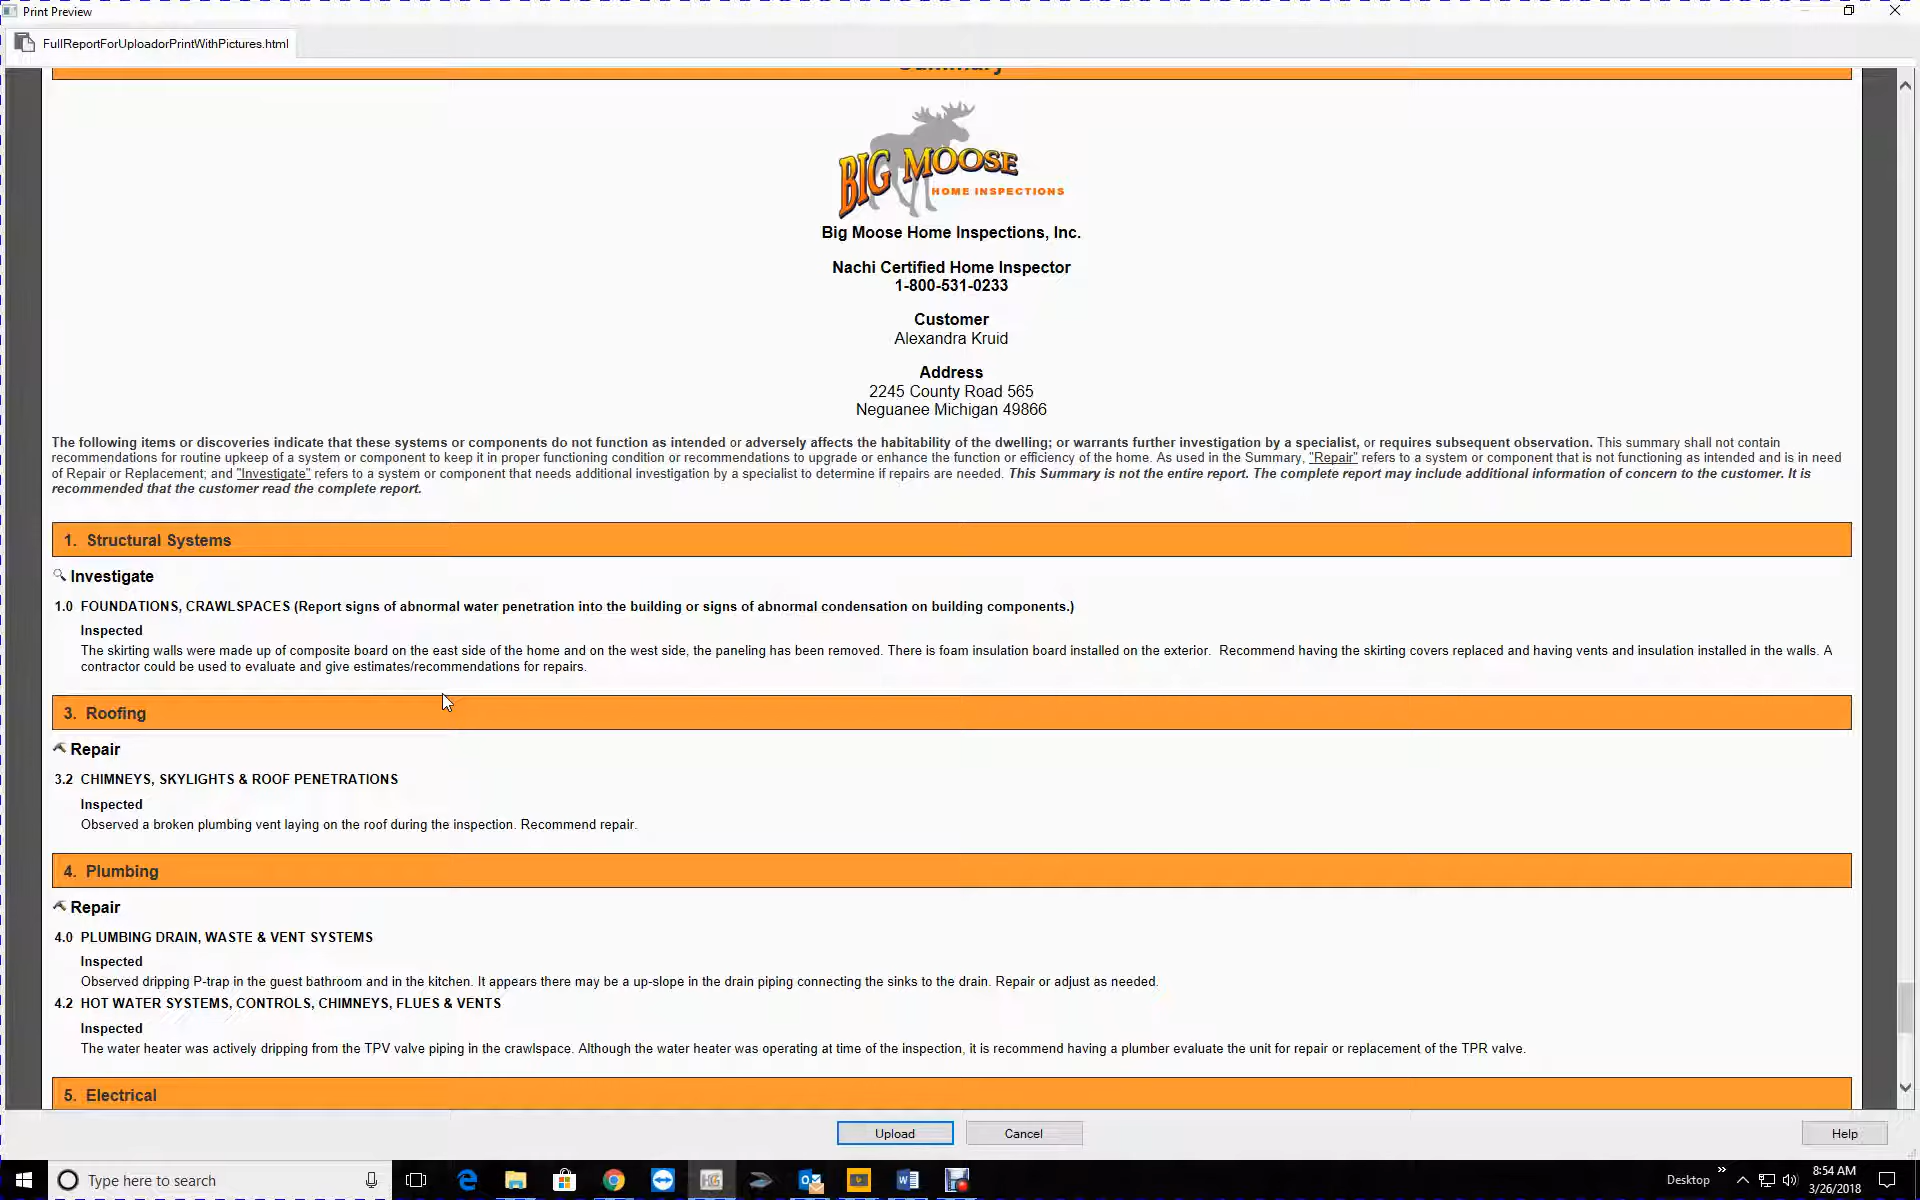 Print Preview
FullReportForUploadorPrintWithPictures.html
Summary
BIG MOOSE
HOME INSPECTIONS
Big Moose Home Inspections, Inc.
Nachi Certified Home Inspector
1-800-531-0233
Customer
Alexandra Kruid
Address
2245 County Road 565
Neguanee Michigan 49866
The following items or discoveries indicate that these systems or components do not function as intended or adversely affects the habitability of the dwelling; or warrants further investigation by a specialist, or requires subsequent observation. This summary shall not contain
recommendations for routine upkeep of a system or component to keep it in proper functioning condition or recommendations to upgrade or enhance the function or efficiency of the home. As used in the Summary, "Repair" refers to a system or component that is not functioning as intended and is in need
of Repair or Replacement; and "Investigate" refers to a system or component that needs additional investigation by a specialist to determine if repairs are needed. This Summary is not the entire report. The complete report may include additional information of concern to the customer. It is
recommended that the customer read the complete report.
1. Structural Systems
Investigate
1.0 FOUNDATIONS, CRAWLSPACES (Report signs of abnormal water penetration into the building or signs of abnormal condensation on building components.)
Inspected
The skirting walls were made up of composite board on the east side of the home and on the west side, the paneling has been removed. There is foam insulation board installed on the exterior. Recommend having the skirting covers replaced and having vents and insulation installed in the walls. A
contractor could be used to evaluate and give estimates/recommendations for repairs.
3. Roofing
Repair
3.2 CHIMNEYS, SKYLIGHTS & ROOF PENETRATIONS
Inspected
Observed a broken plumbing vent laying on the roof during the inspection. Recommend repair.
4. Plumbing
Repair
4.0 PLUMBING DRAIN, WASTE & VENT SYSTEMS
Inspected
Observed dripping P-trap in the guest bathroom and in the kitchen. It appears there may be a up-slope in the drain piping connecting the sinks to the drain. Repair or adjust as needed.
4.2 HOT WATER SYSTEMS, CONTROLS, CHIMNEYS, FLUES & VENTS
Inspected
The water heater was actively dripping from the TPV valve piping in the crawlspace. Although the water heater was operating at time of the inspection, it is recommend having a plumber evaluate the unit for repair or replacement of the TPR valve.
5. Electrical
Upload Cancel Help
Type here to search HG Desktop 8:54 AM
3/26/2018